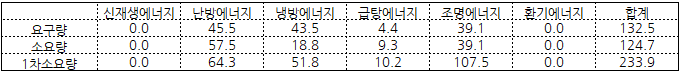 신재생에너지 난방에너지 냉방에너지 급탕에너지 조명에너지 환기에너지 합계
요구량 0.0 45.5 43.5 4.4 39.1 0.0 132.5
소요량 0.0 57.5 18.8 9.3 39.1 0.0 124.7
1차소요량 0.0 64.3 51.8 10.2 107.5 0.0 233.9